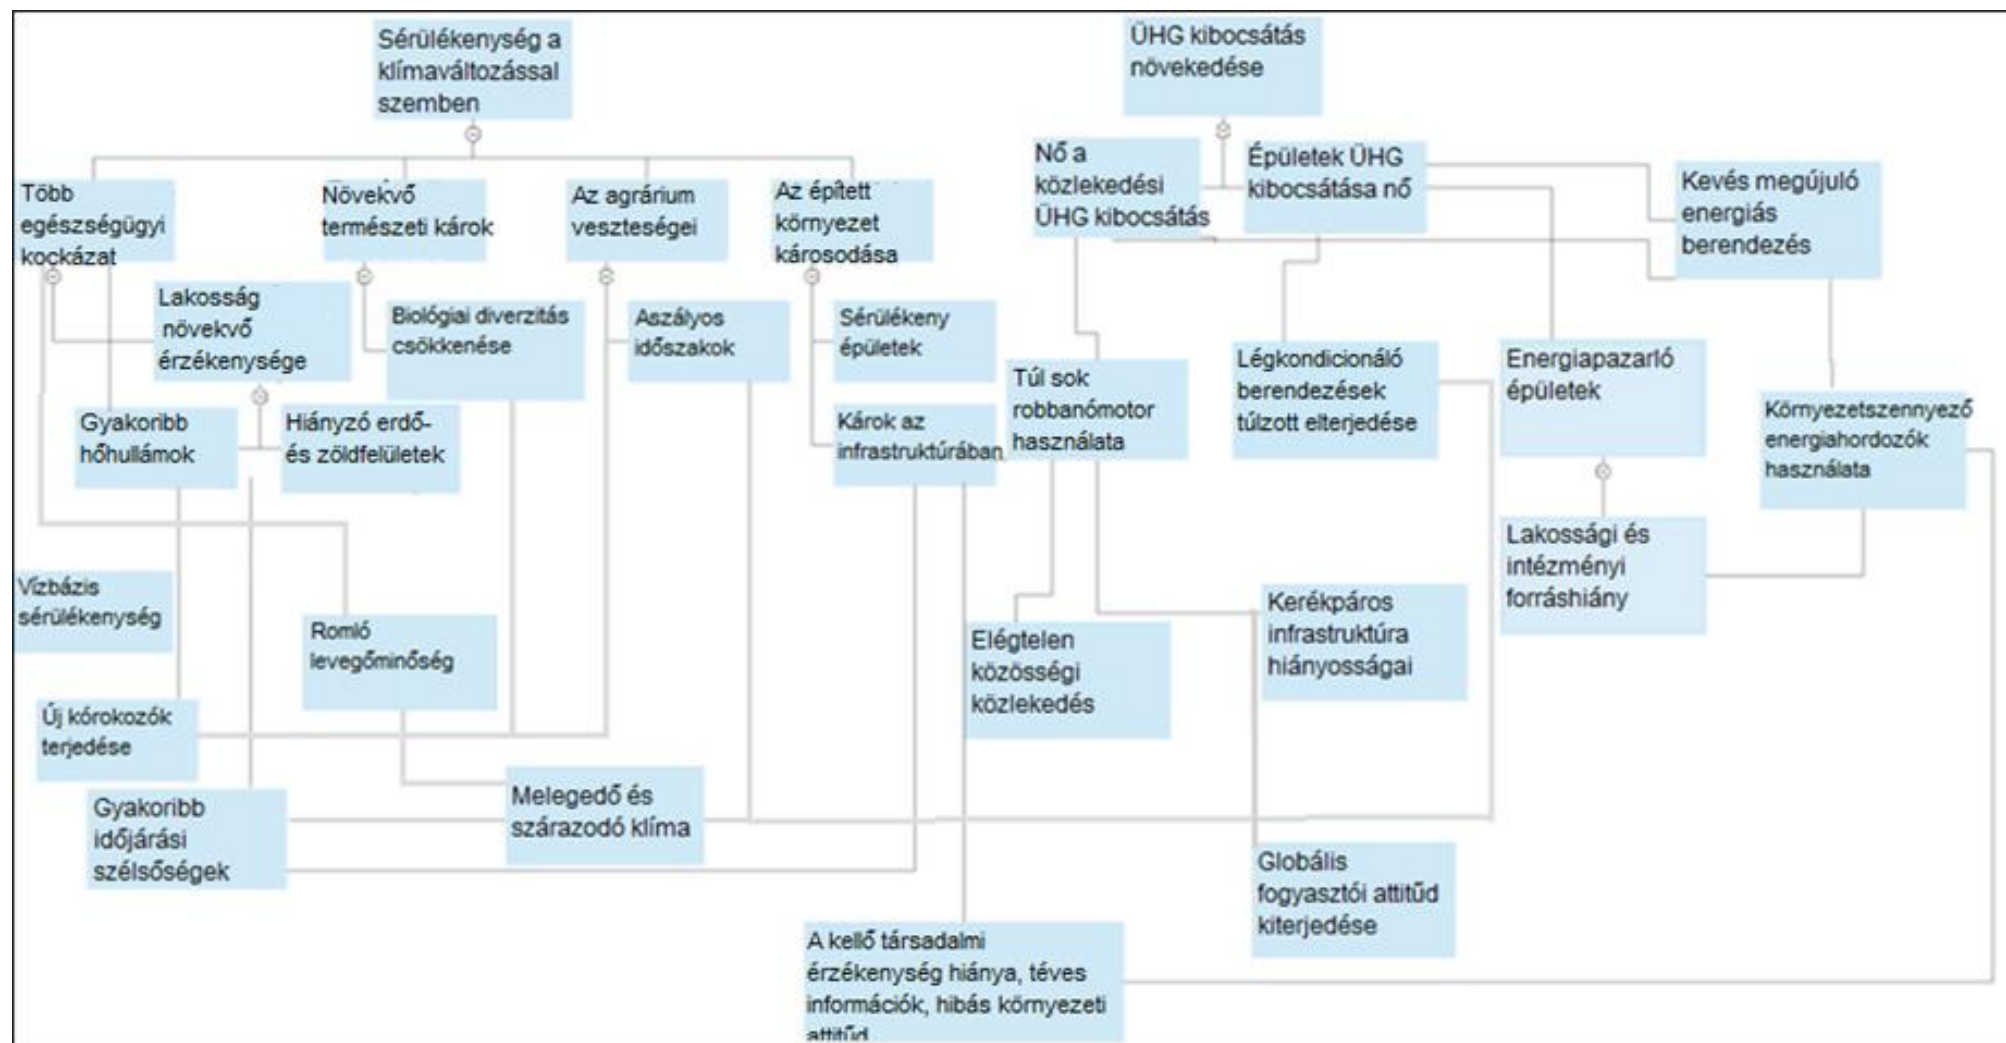 Sérülékenység a
klímaváltozással
szemben
ÜHG kibocsátás
növekedése
Több
egészségügyi
kockázat
Növekvő
természeti károk
Az agrárium
veszteségei
Az épített
környezet
károsodása
Nő a
közlekedési
ÜHG kibocsátás
Épületek ÜHG
kibocsátása nő
Kevés megújuló
energiás
berendezés
Lakosság
növekvő
érzékenysége
Biológiai diverzitás
csökkenése
Aszályos
időszakok
Sérülékeny
épületek
Túl sok
robbanómotor
használata
Légkondicionáló
berendezések
túlzott elterjedése
Energiapazarló
épületek
Környezetszennyező
energiahordozók
használata
Gyakoribb
hőhullámok
Hiányzó erdő-
és zöldfelületek
Károk az
infrastruktúrában
Lakossági és
intézményi
forráshiány
Vízbázis
sérülékenység
Romló
levegőminőség
Elégtelen
közösségi
közlekedés
Kerékpáros
infrastruktúra
hiányosságai
Új kórokozók
terjedése
Gyakoribb
időjárási
szélsőségek
Melegedő és
szárazodó klíma
Globális
fogyasztói attitűd
kiterjedése
A kellő társadalmi
érzékenység hiánya, téves
információk, hibás környezeti
attitűd